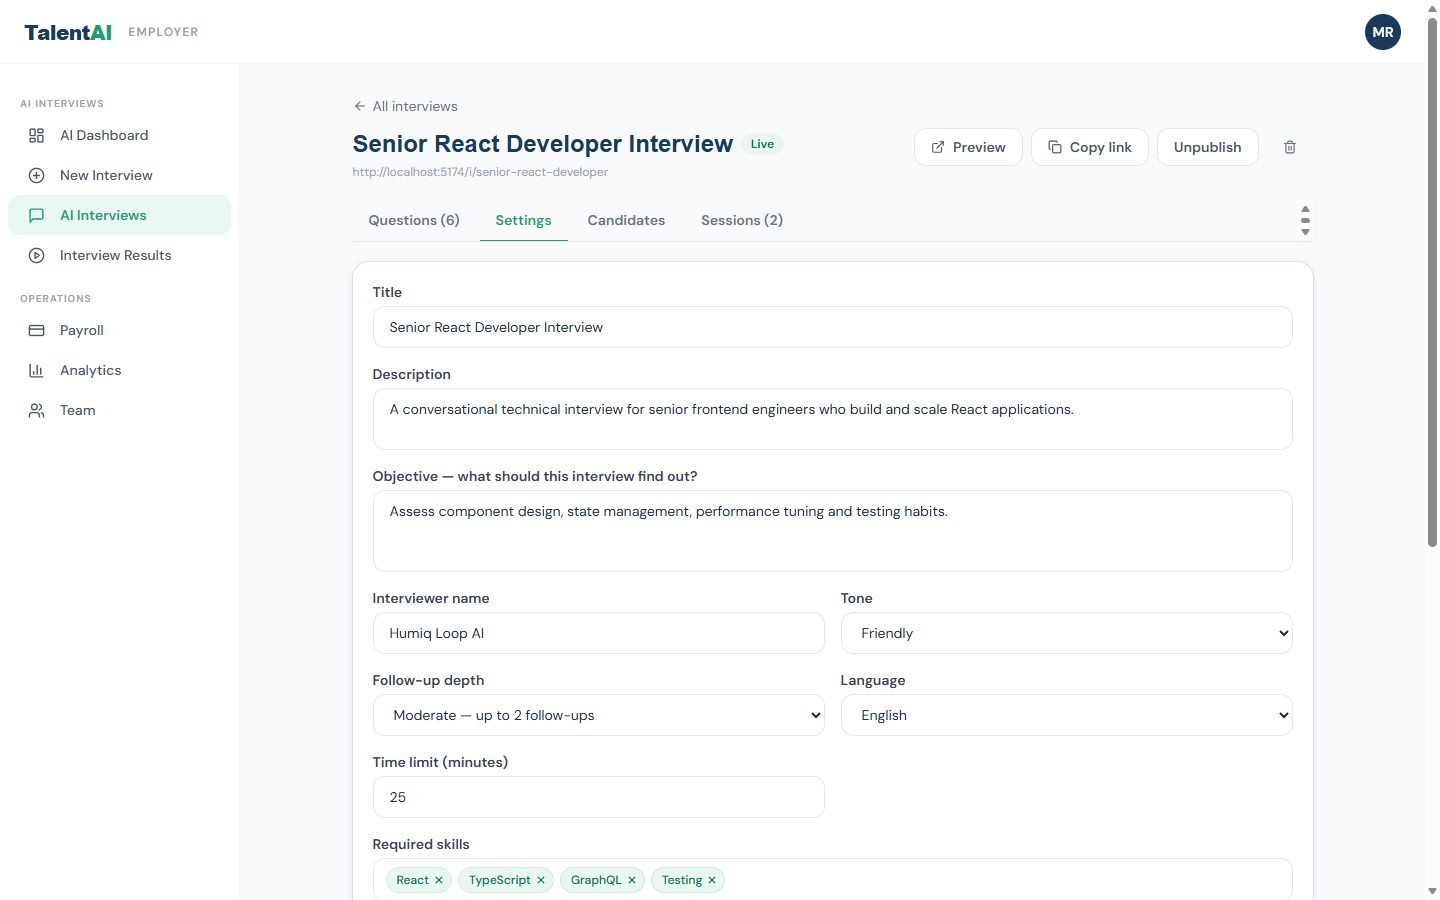 TalentAI EMPLOYER
MR
AI INTERVIEWS
AI Dashboard
New Interview
AI Interviews
Interview Results
OPERATIONS
Payroll
Analytics
Team
All interviews
Senior React Developer Interview Live
http://localhost:5174/i/senior-react-developer
Preview Copy link Unpublish
Questions (6) Settings Candidates Sessions (2)
Title
Senior React Developer Interview
Description
A conversational technical interview for senior frontend engineers who build and scale React applications.
Objective — what should this interview find out?
Assess component design, state management, performance tuning and testing habits.
Interviewer name Tone
Humiq Loop AI Friendly
Follow-up depth Language
Moderate — up to 2 follow-ups English
Time limit (minutes)
25
Required skills
React TypeScript GraphQL Testing